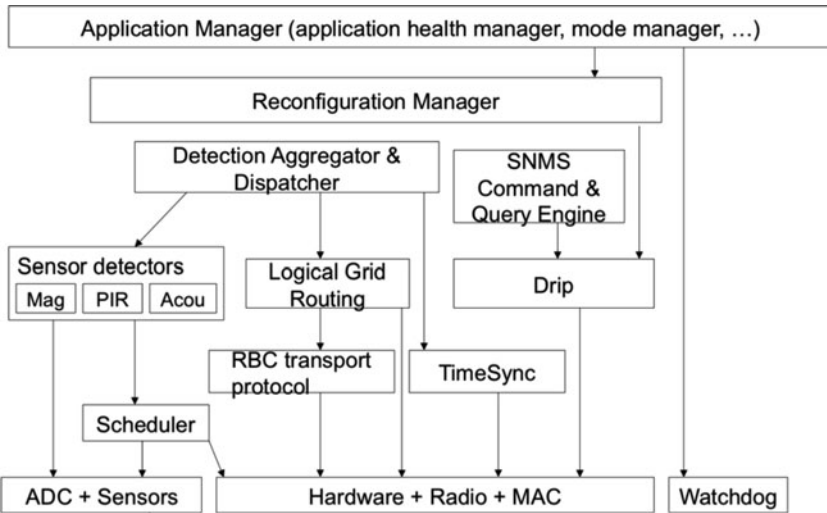 Application Manager (application health manager, mode manager, …)
Reconfiguration Manager
Detection Aggregator &
Dispatcher
SNMS
Command &
Query Engine
Sensor detectors
Mag PIR Acou
Logical Grid
Routing
Drip
RBC transport
protocol
TimeSync
Scheduler
ADC + Sensors
Hardware + Radio + MAC
Watchdog